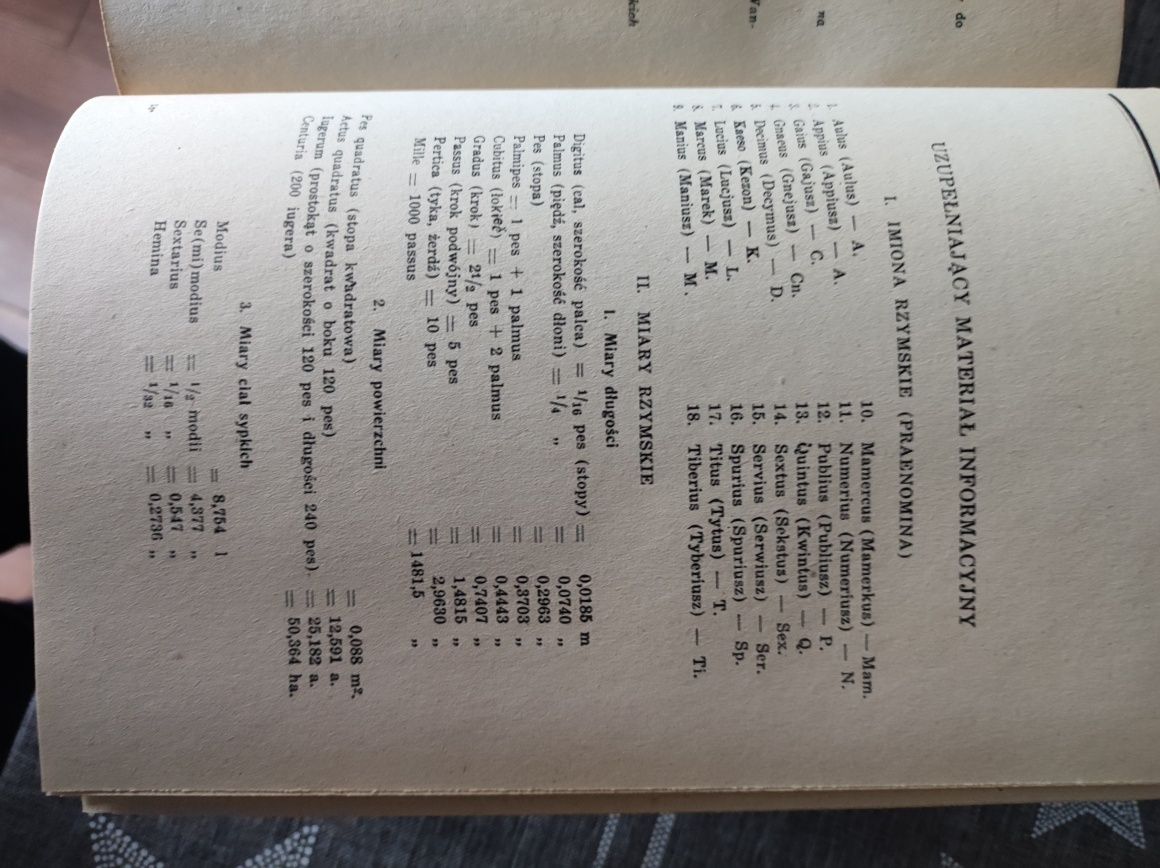 do
na
Van-
kich
UZUPEŁNIAJĄCY MATERIAŁ INFORMACYJNY
I. IMIONA RZYMSKIE (PRAENOMINA)
1. Aulus (Aulus) — A.
2. Appius (Appiusz) — A.
3. Gaius (Gajusz) — C.
4. Gnaeus (Gnejusz) — Cn.
5. Decimus (Decymus) — D.
6. Kaeso (Kezon) — K.
7. Lucius (Lucjusz) — L.
8. Marcus (Marek) — M.
9. Manius (Maniusz) — M .
10. Mamercus (Mamerkus) — Mam.
11. Numerius (Numeriusz) — N.
12. Publius (Publiusz) — P.
13. Quintus (Kwintus) — Q.
14. Sextus (Sekstus) — Sex.
15. Servius (Serwiusz) — Ser.
16. Spurius (Spuriusz) — Sp.
17. Titus (Tytus) — T.
18. Tiberius (Tyberiusz) — Ti.
II. MIARY RZYMSKIE
1. Miary długości
Digitus (cal, szerokość palca) = 1/16 pes (stopy) = 0,0185 m
Palmus (piędź, szerokość dłoni) = 1/4 „ = 0,0740 „
Pes (stopa) = 0,2963 „
Palmipes = 1 pes + 1 palmus = 0,3703 „
Cubitus (łokieć) = 1 pes + 2 palmus = 0,4443 „
Gradus (krok) = 21/2 pes = 0,7407 „
Passus (krok podwójny) = 5 pes = 1,4815 „
Pertica (tyka, żerdź) = 10 pes = 2,9630 „
Mille = 1000 passus = 1481,5 „
2. Miary powierzchni
Pes quadratus (stopa kwadratowa) = 0,088 m².
Actus quadratus (kwadrat o boku 120 pes) = 12,591 a.
Iugerum (prostokąt o szerokości 120 pes i długości 240 pes). = 25,182 a.
Centuria (200 iugera) = 50,364 ha.
3. Miary ciał sypkich
Modius = 8,754 l
Se(mi)modius = 1/2 modii = 4,377 „
Sextarius = 1/16 „ = 0,547 „
Hemina = 1/32 „ = 0,2736 „